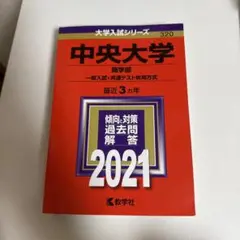 大学入試シリーズ
320
中央大学
商学部
一般入試・共通テスト併用方式
最近3カ年
傾向と対策
過去問
解答
2021
教学社